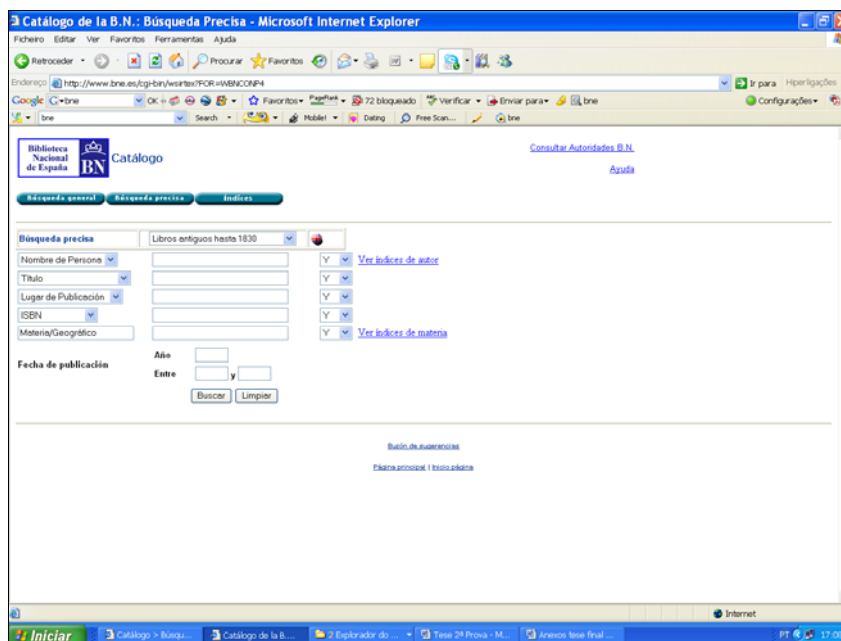 Catálogo de la B.N.: Búsqueda Precisa - Microsoft Internet Explorer
Ficheiro Editar Ver Favoritos Ferramentas Ajuda
Retroceder Procurar Favoritos
Endereço http://www.bne.es/cgi-bin/wsirtex?FOR=WBNCONP4 Ir para Hiperligações
Google bne OK Favoritos PageRank 72 bloqueado Verificar Enviar para bne Configurações
bne Search Mobile! Dating Free Scan... bne
Biblioteca Nacional de España BN Catálogo
Consultar Autoridades B.N.
Ayuda
Búsqueda general Búsqueda precisa Índices
Búsqueda precisa Libros antiguos hasta 1830
Nombre de Persona Y Ver índices de autor
Título Y
Lugar de Publicación Y
ISBN Y
Materia/Geográfico Y Ver índices de materia
Fecha de publicación
Año
Entre y
Buscar Limpiar
Buzón de sugerencias
Página principal | Inicio página
Internet
Iniciar Catálogo > Búsqu... Catálogo de la B.... 2 Explorador do ... Tese 2ª Prova - M... Anexos tese final ... PT 17:00